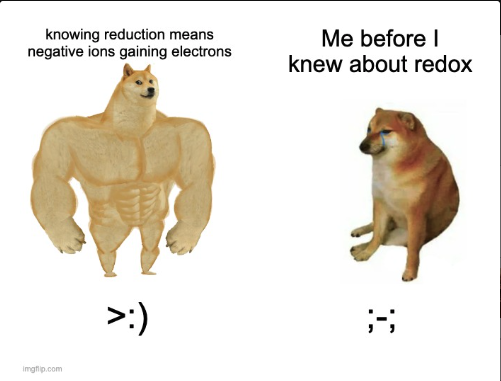 knowing reduction means
negative ions gaining electrons
Me before I
knew about redox
>:)
;-;
imgflip.com